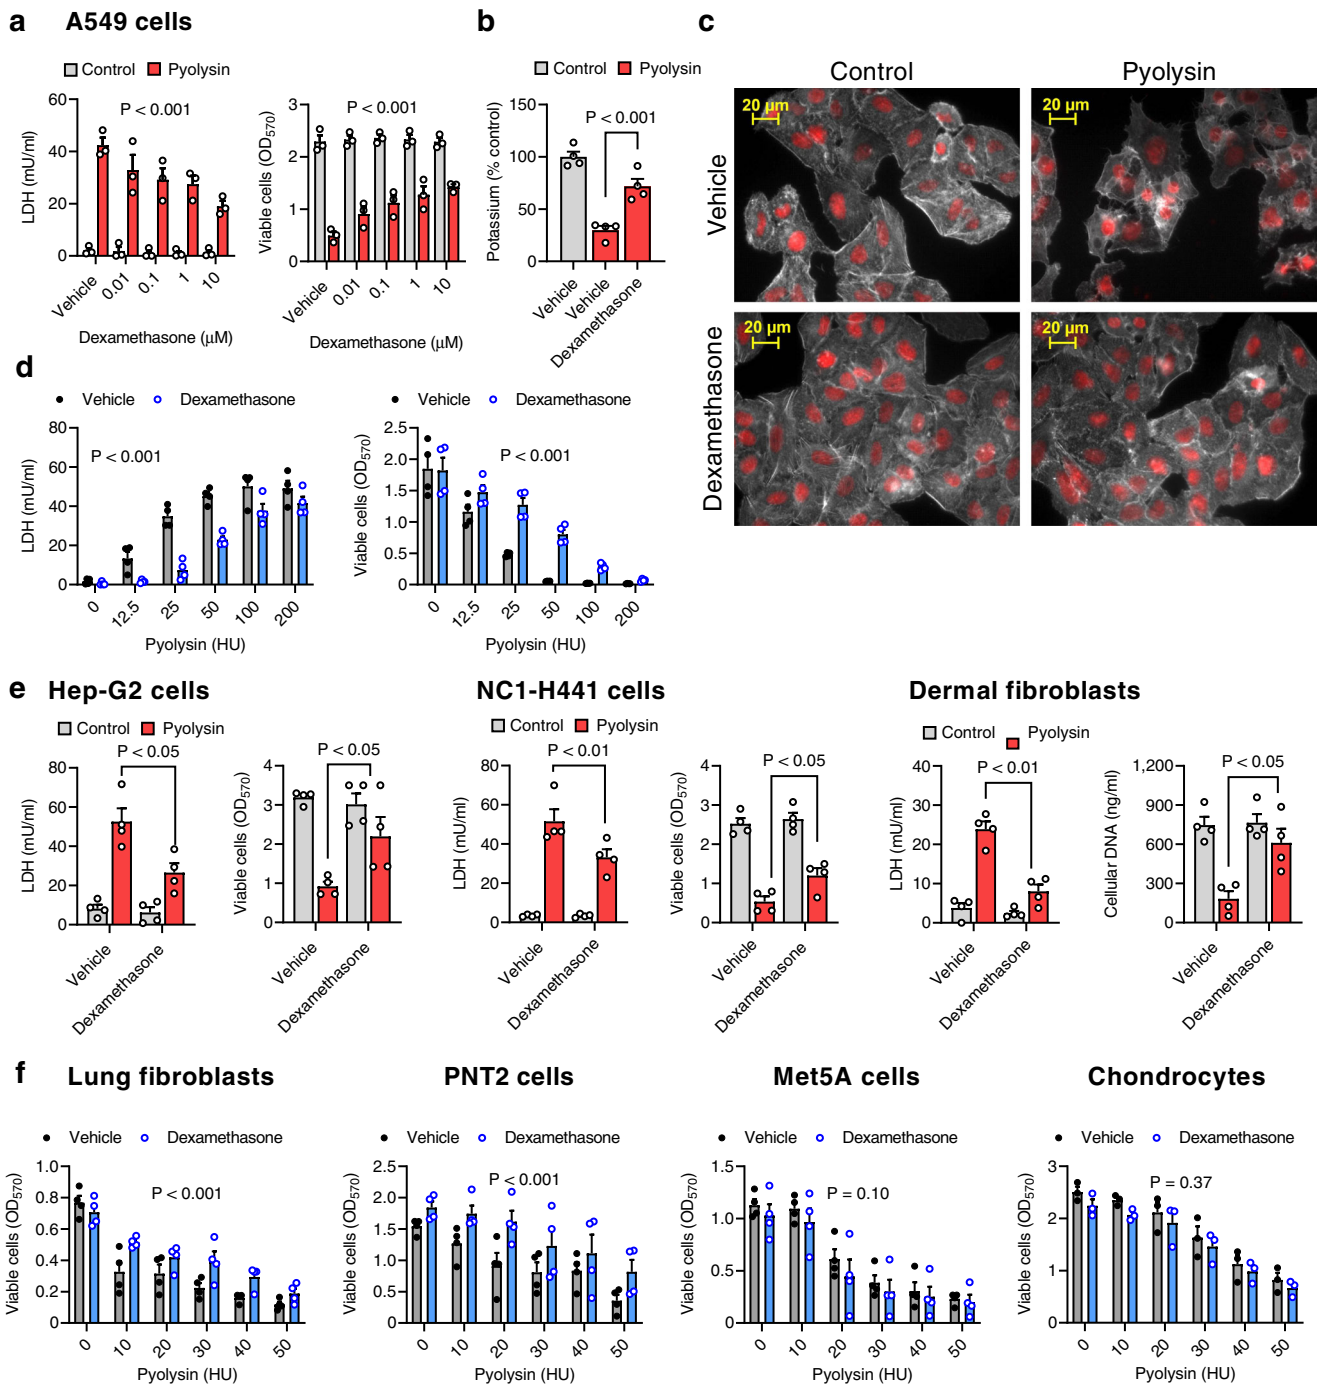 a A549 cells
Control Pyolysin
P < 0.001
LDH (mU/ml)
60
40
20
0
Vehicle 0.01 0.1 1 10
Dexamethasone (μM)
P < 0.001
Viable cells (OD570)
3
2
1
0
Vehicle 0.01 0.1 1 10
Dexamethasone (μM)
b
Control Pyolysin
P < 0.001
Potassium (% control)
150
100
50
0
Vehicle Vehicle Dexamethasone
c
Control Pyolysin
Vehicle
20 μm 20 μm
Dexamethasone
20 μm 20 μm
d
Vehicle Dexamethasone
P < 0.001
LDH (mU/ml)
80
60
40
20
0
0 12.5 25 50 100 200
Pyolysin (HU)
Vehicle Dexamethasone
P < 0.001
Viable cells (OD570)
2.5
2.0
1.5
1.0
0.5
0
0 12.5 25 50 100 200
Pyolysin (HU)
e Hep-G2 cells
Control Pyolysin
P < 0.05
LDH (mU/ml)
80
60
40
20
0
Vehicle Dexamethasone
P < 0.05
Viable cells (OD570)
4
3
2
1
0
Vehicle Dexamethasone
NC1-H441 cells
Control Pyolysin
P < 0.01
LDH (mU/ml)
80
60
40
20
0
Vehicle Dexamethasone
P < 0.05
Viable cells (OD570)
4
3
2
1
0
Vehicle Dexamethasone
Dermal fibroblasts
Control Pyolysin
P < 0.01
LDH (mU/ml)
40
30
20
10
0
Vehicle Dexamethasone
P < 0.05
Cellular DNA (ng/ml)
1,200
900
600
300
0
Vehicle Dexamethasone
f Lung fibroblasts
Vehicle Dexamethasone
P < 0.001
Viable cells (OD570)
1.0
0.8
0.6
0.4
0.2
0
0 10 20 30 40 50
Pyolysin (HU)
PNT2 cells
Vehicle Dexamethasone
P < 0.001
Viable cells (OD570)
2.5
2.0
1.5
1.0
0.5
0
0 10 20 30 40 50
Pyolysin (HU)
Met5A cells
Vehicle Dexamethasone
P = 0.10
Viable cells (OD570)
1.5
1.0
0.5
0
0 10 20 30 40 50
Pyolysin (HU)
Chondrocytes
Vehicle Dexamethasone
P = 0.37
Viable cells (OD570)
3
2
1
0
0 10 20 30 40 50
Pyolysin (HU)